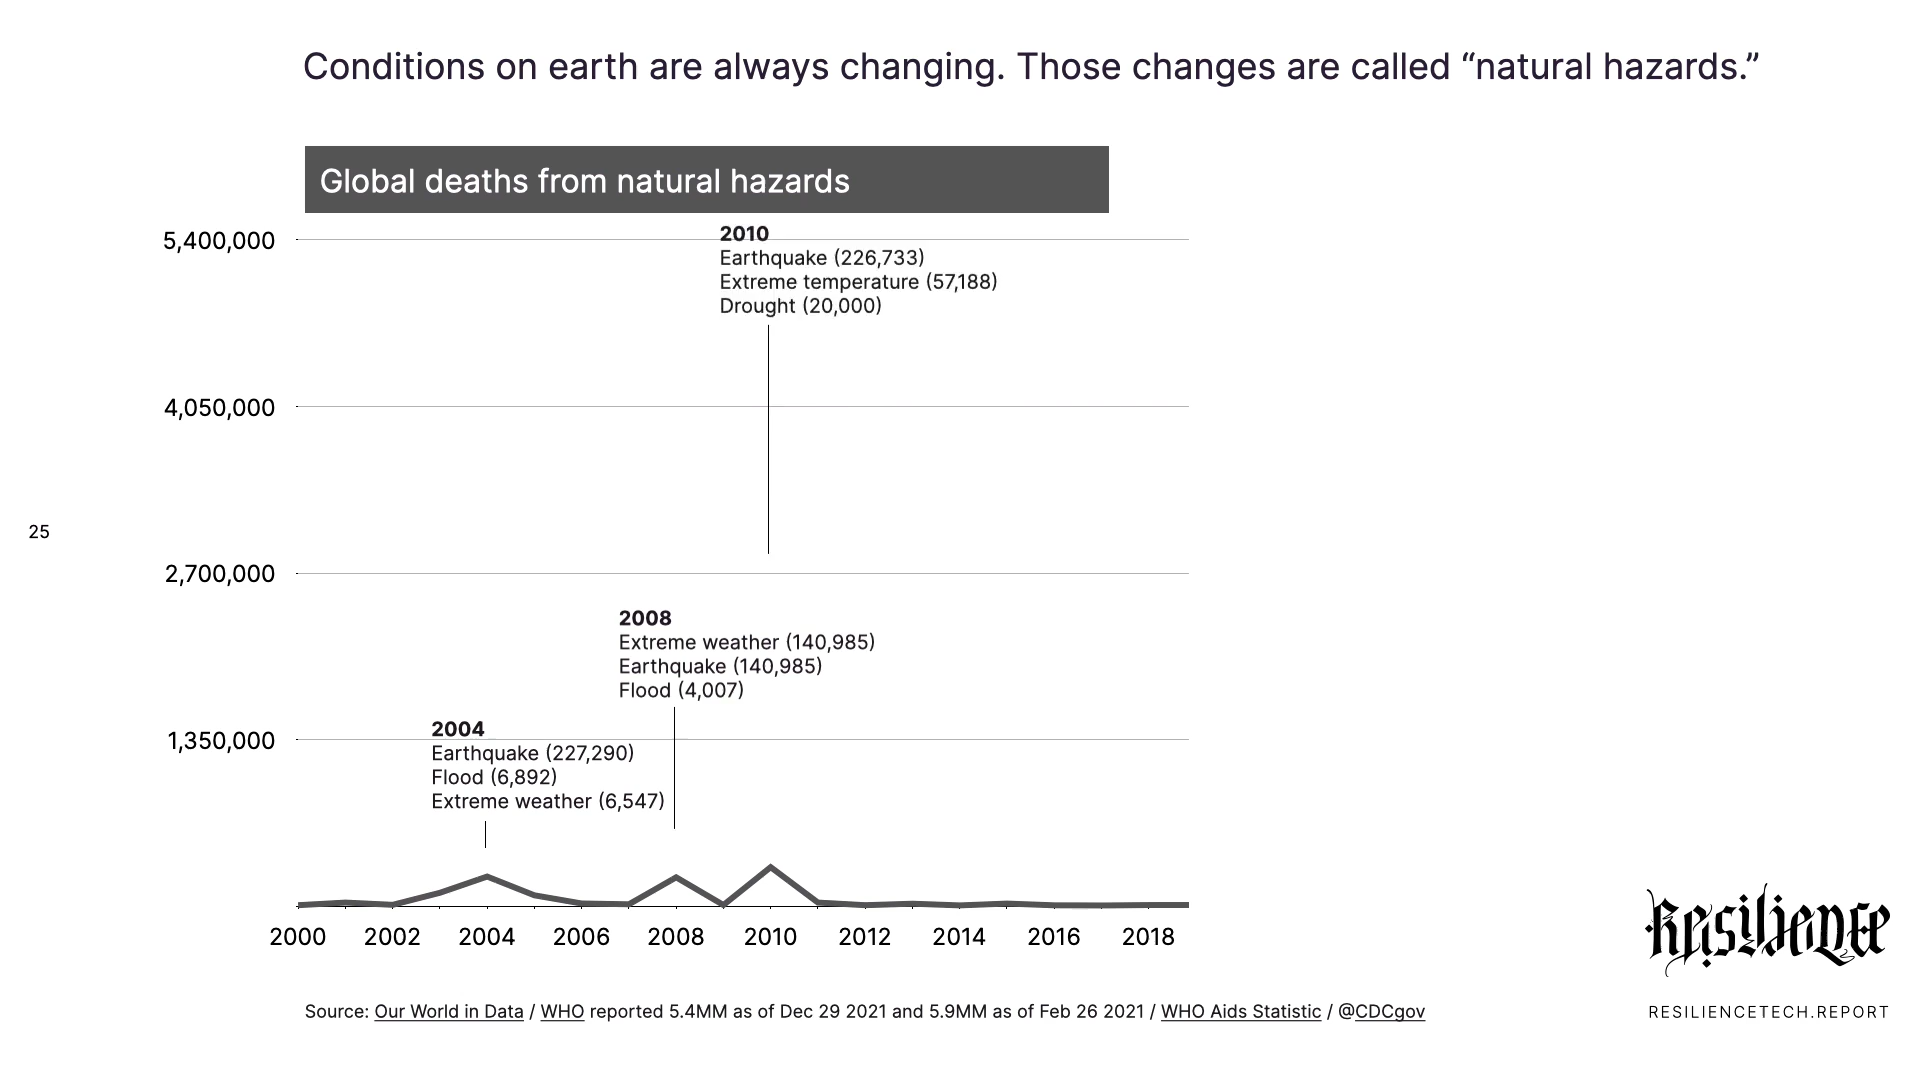 Conditions on earth are always changing. Those changes are called “natural hazards.”
Global deaths from natural hazards
5,400,000
2010
Earthquake (226,733)
Extreme temperature (57,188)
Drought (20,000)
4,050,000
25
2,700,000
2008
Extreme weather (140,985)
Earthquake (140,985)
Flood (4,007)
1,350,000
2004
Earthquake (227,290)
Flood (6,892)
Extreme weather (6,547)
2000 2002 2004 2006 2008 2010 2012 2014 2016 2018
Resilience
Source: Our World in Data / WHO reported 5.4MM as of Dec 29 2021 and 5.9MM as of Feb 26 2021 / WHO Aids Statistic / @CDCgov
RESILIENCETECH.REPORT